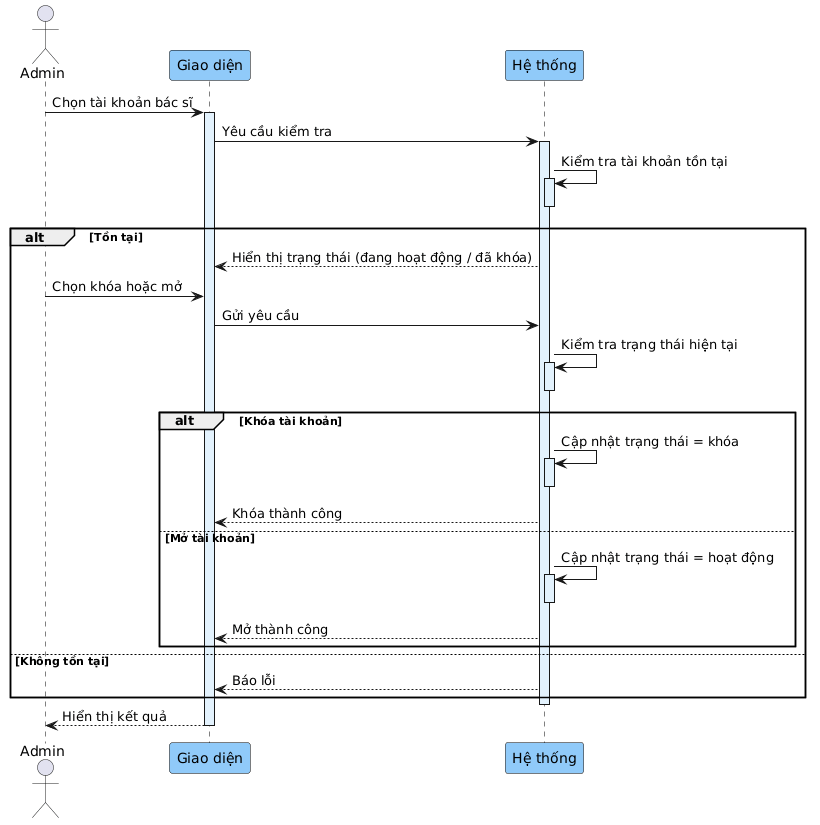 Admin
Giao diện
Hệ thống
Chọn tài khoản bác sĩ
Yêu cầu kiểm tra
Kiểm tra tài khoản tồn tại
alt [Tồn tại]
Hiển thị trạng thái (đang hoạt động / đã khóa)
Chọn khóa hoặc mở
Gửi yêu cầu
Kiểm tra trạng thái hiện tại
alt [Khóa tài khoản]
Cập nhật trạng thái = khóa
Khóa thành công
[Mở tài khoản]
Cập nhật trạng thái = hoạt động
Mở thành công
[Không tồn tại]
Báo lỗi
Hiển thị kết quả
Admin
Giao diện
Hệ thống